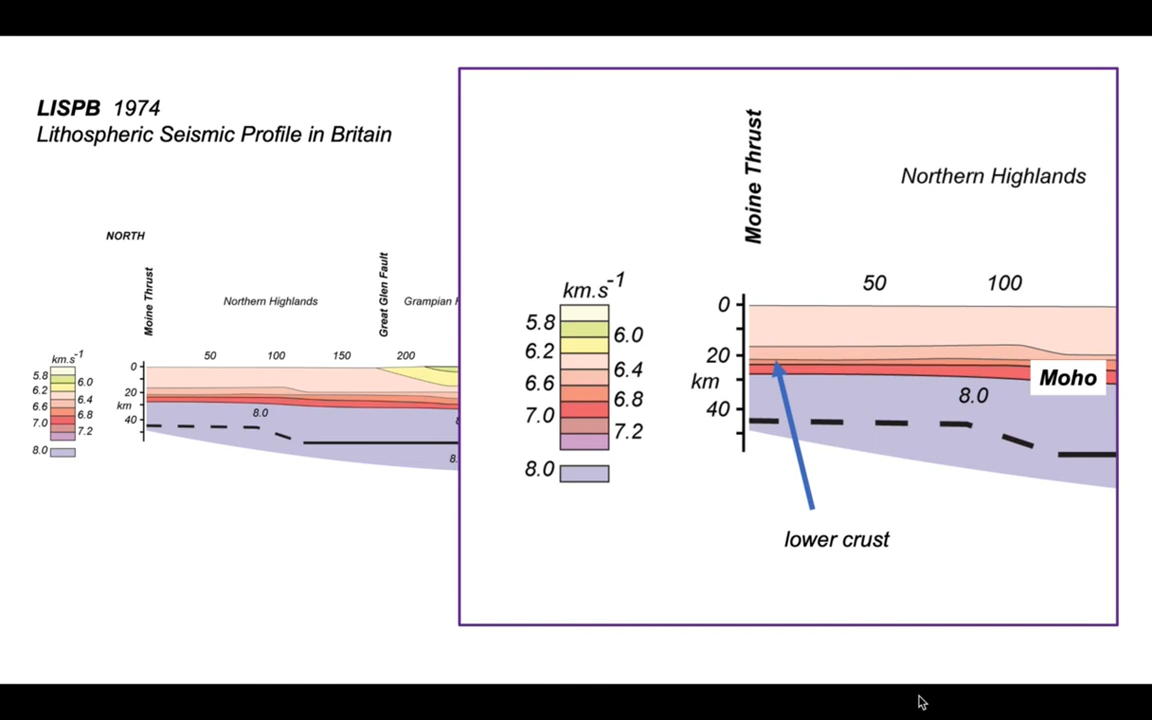 LISPB 1974
Lithospheric Seismic Profile in Britain
NORTH
Moine Thrust
Northern Highlands
Great Glen Fault
Grampian
km.s-1
5.8
6.0
6.2
6.4
6.6
6.8
7.0
7.2
8.0
50 100 150 200
0
20
km
40
8.0
8.
Moine Thrust
Northern Highlands
km.s-1
5.8
6.0
6.2
6.4
6.6
6.8
7.0
7.2
8.0
50 100
0
20
km
40
Moho
8.0
lower crust